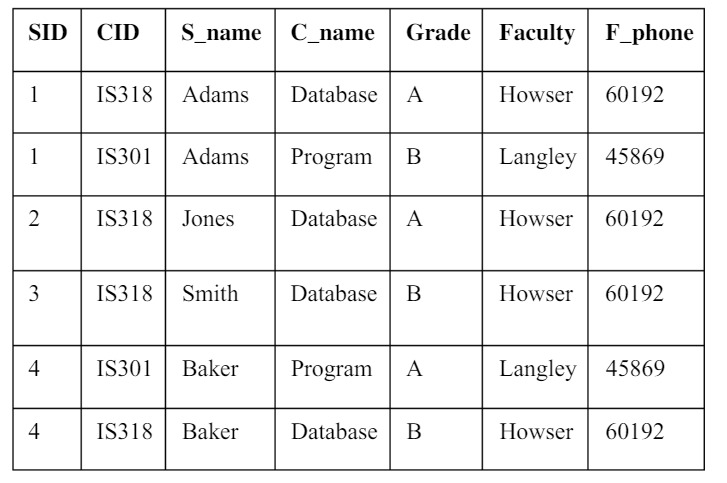 SID CID S_name C_name Grade Faculty F_phone
1 IS318 Adams Database A Howser 60192
1 IS301 Adams Program B Langley 45869
2 IS318 Jones Database A Howser 60192
3 IS318 Smith Database B Howser 60192
4 IS301 Baker Program A Langley 45869
4 IS318 Baker Database B Howser 60192